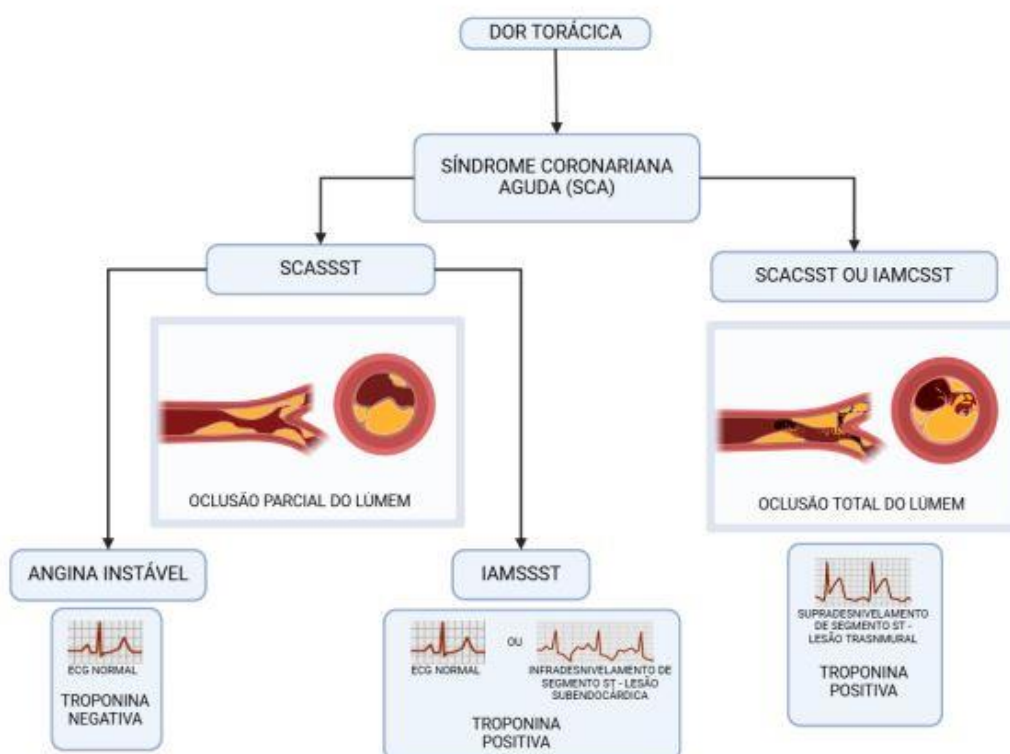 DOR TORÁCICA
SÍNDROME CORONARIANA
AGUDA (SCA)
SCASSST
SCACSST OU IAMCSST
OCLUSÃO PARCIAL DO LÚMEM
OCLUSÃO TOTAL DO LÚMEM
ANGINA INSTÁVEL
ECG NORMAL
TROPONINA
NEGATIVA
IAMSSST
ECG NORMAL
OU
INFRADESNIVELAMENTO DE
SEGMENTO ST - LESÃO
SUBENDOCÁRDICA
TROPONINA
POSITIVA
SUPRADESNIVELAMENTO
DE SEGMENTO ST -
LESÃO TRASNMURAL
TROPONINA
POSITIVA